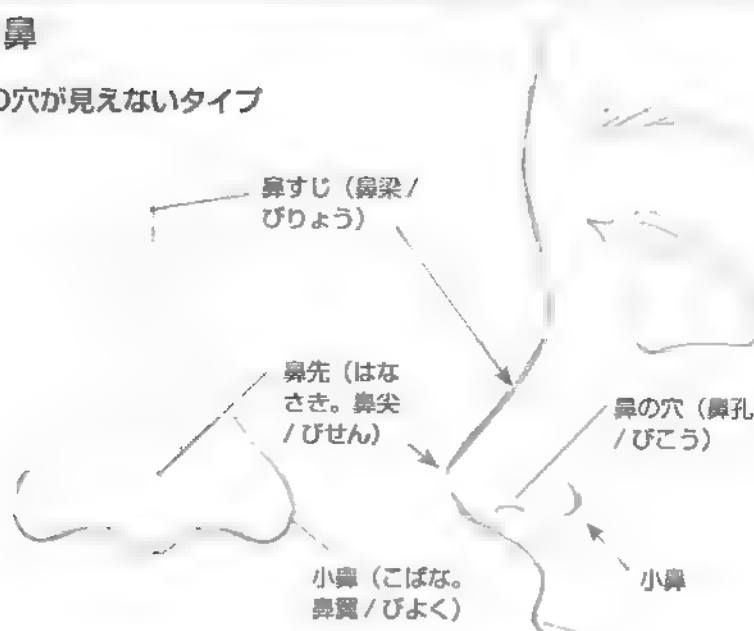 鼻
の穴が見えないタイプ
鼻すじ（鼻梁/
びりょう）
鼻先（はな
さき。鼻尖
/びせん）
鼻の穴（鼻孔
/びこう）
小鼻（こばな。
鼻翼/びよく）
小鼻